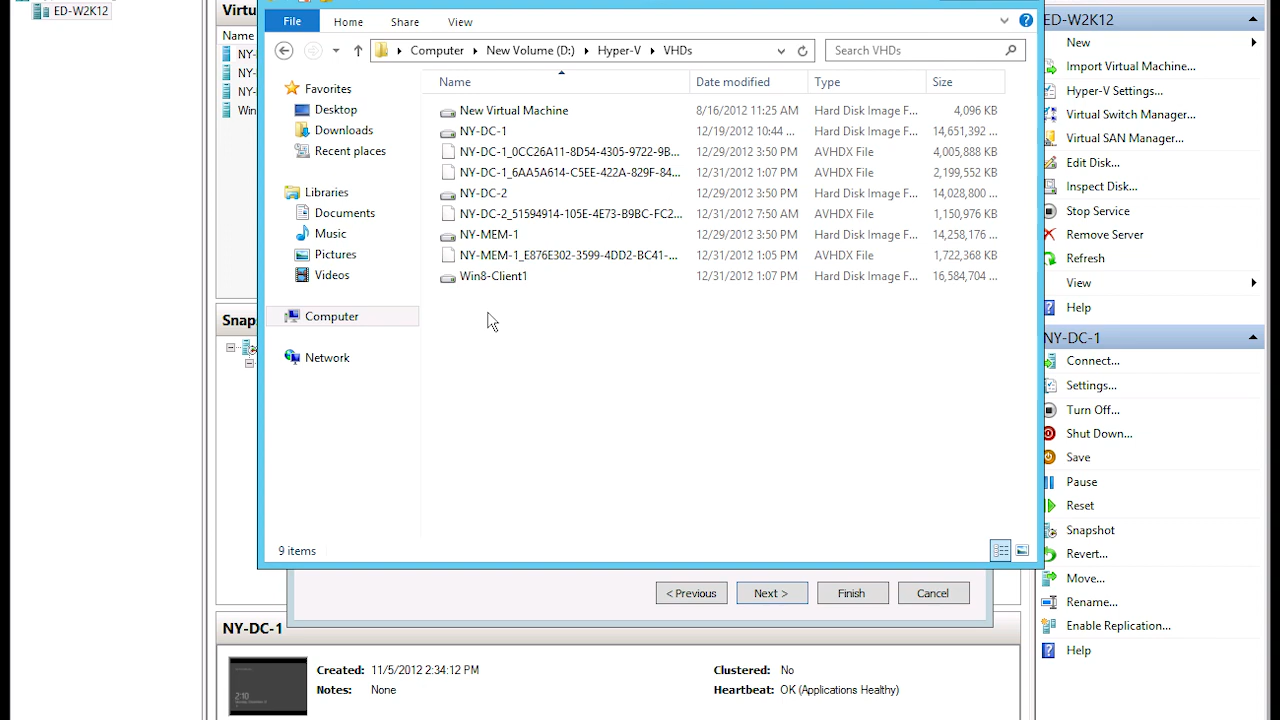 ED-W2K12
Virtu
Name
NY-
NY-
NY-
Win
Snaps
File Home Share View
Computer New Volume (D:) Hyper-V VHDs
Search VHDs
Favorites
Desktop
Downloads
Recent places
Libraries
Documents
Music
Pictures
Videos
Computer
Network
Name Date modified Type Size
New Virtual Machine 8/16/2012 11:25 AM Hard Disk Image F... 4,096 KB
NY-DC-1 12/19/2012 10:44 ... Hard Disk Image F... 14,651,392 ...
NY-DC-1_0CC26A11-8D54-4305-9722-9B... 12/29/2012 3:50 PM AVHDX File 4,005,888 KB
NY-DC-1_6AA5A614-C5EE-422A-829F-84... 12/31/2012 1:07 PM AVHDX File 2,199,552 KB
NY-DC-2 12/29/2012 3:50 PM Hard Disk Image F... 14,028,800 ...
NY-DC-2_51594914-105E-4E73-B9BC-FC2... 12/31/2012 7:50 AM AVHDX File 1,150,976 KB
NY-MEM-1 12/29/2012 3:50 PM Hard Disk Image F... 14,258,176 ...
NY-MEM-1_E876E302-3599-4DD2-BC41-... 12/31/2012 1:05 PM AVHDX File 1,722,368 KB
Win8-Client1 12/31/2012 1:07 PM Hard Disk Image F... 16,584,704 ...
9 items
< Previous Next > Finish Cancel
NY-DC-1
2:10
Created: 11/5/2012 2:34:12 PM
Notes: None
Clustered: No
Heartbeat: OK (Applications Healthy)
ED-W2K12
New
Import Virtual Machine...
Hyper-V Settings...
Virtual Switch Manager...
Virtual SAN Manager...
Edit Disk...
Inspect Disk...
Stop Service
Remove Server
Refresh
View
Help
NY-DC-1
Connect...
Settings...
Turn Off...
Shut Down...
Save
Pause
Reset
Snapshot
Revert...
Move...
Rename...
Enable Replication...
Help